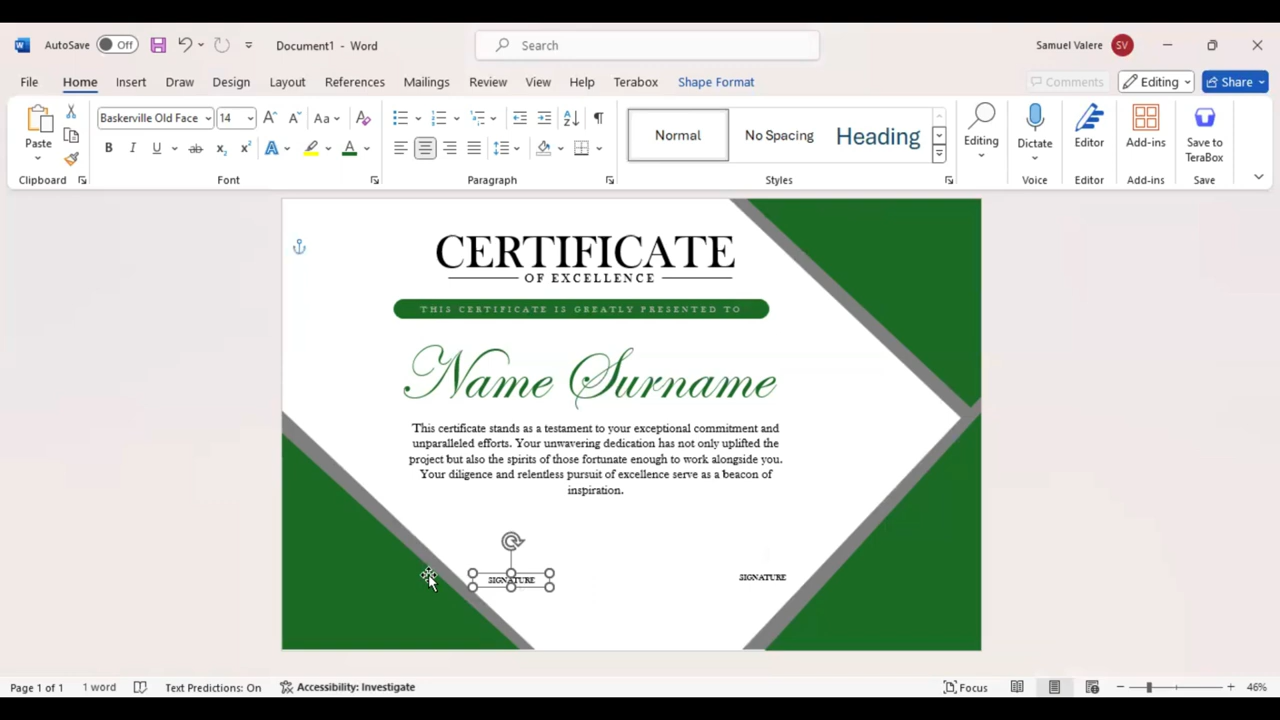 AutoSave Off Document1 - Word Search Samuel Valere SV
File Home Insert Draw Design Layout References Mailings Review View Help Terabox Shape Format Comments Editing Share
Paste Baskerville Old Face 14 Normal No Spacing Heading Editing Dictate Editor Add-ins Save to TeraBox
Clipboard Font Paragraph Styles Voice Editor Add-ins Save
CERTIFICATE
OF EXCELLENCE
THIS CERTIFICATE IS GREATLY PRESENTED TO
Name Surname
This certificate stands as a testament to your exceptional commitment and
unparalleled efforts. Your unwavering dedication has not only uplifted the
project but also the spirits of those fortunate enough to work alongside you.
Your diligence and relentless pursuit of excellence serve as a beacon of
inspiration.
SIGNATURE SIGNATURE
Page 1 of 1 1 word Text Predictions: On Accessibility: Investigate Focus 46%